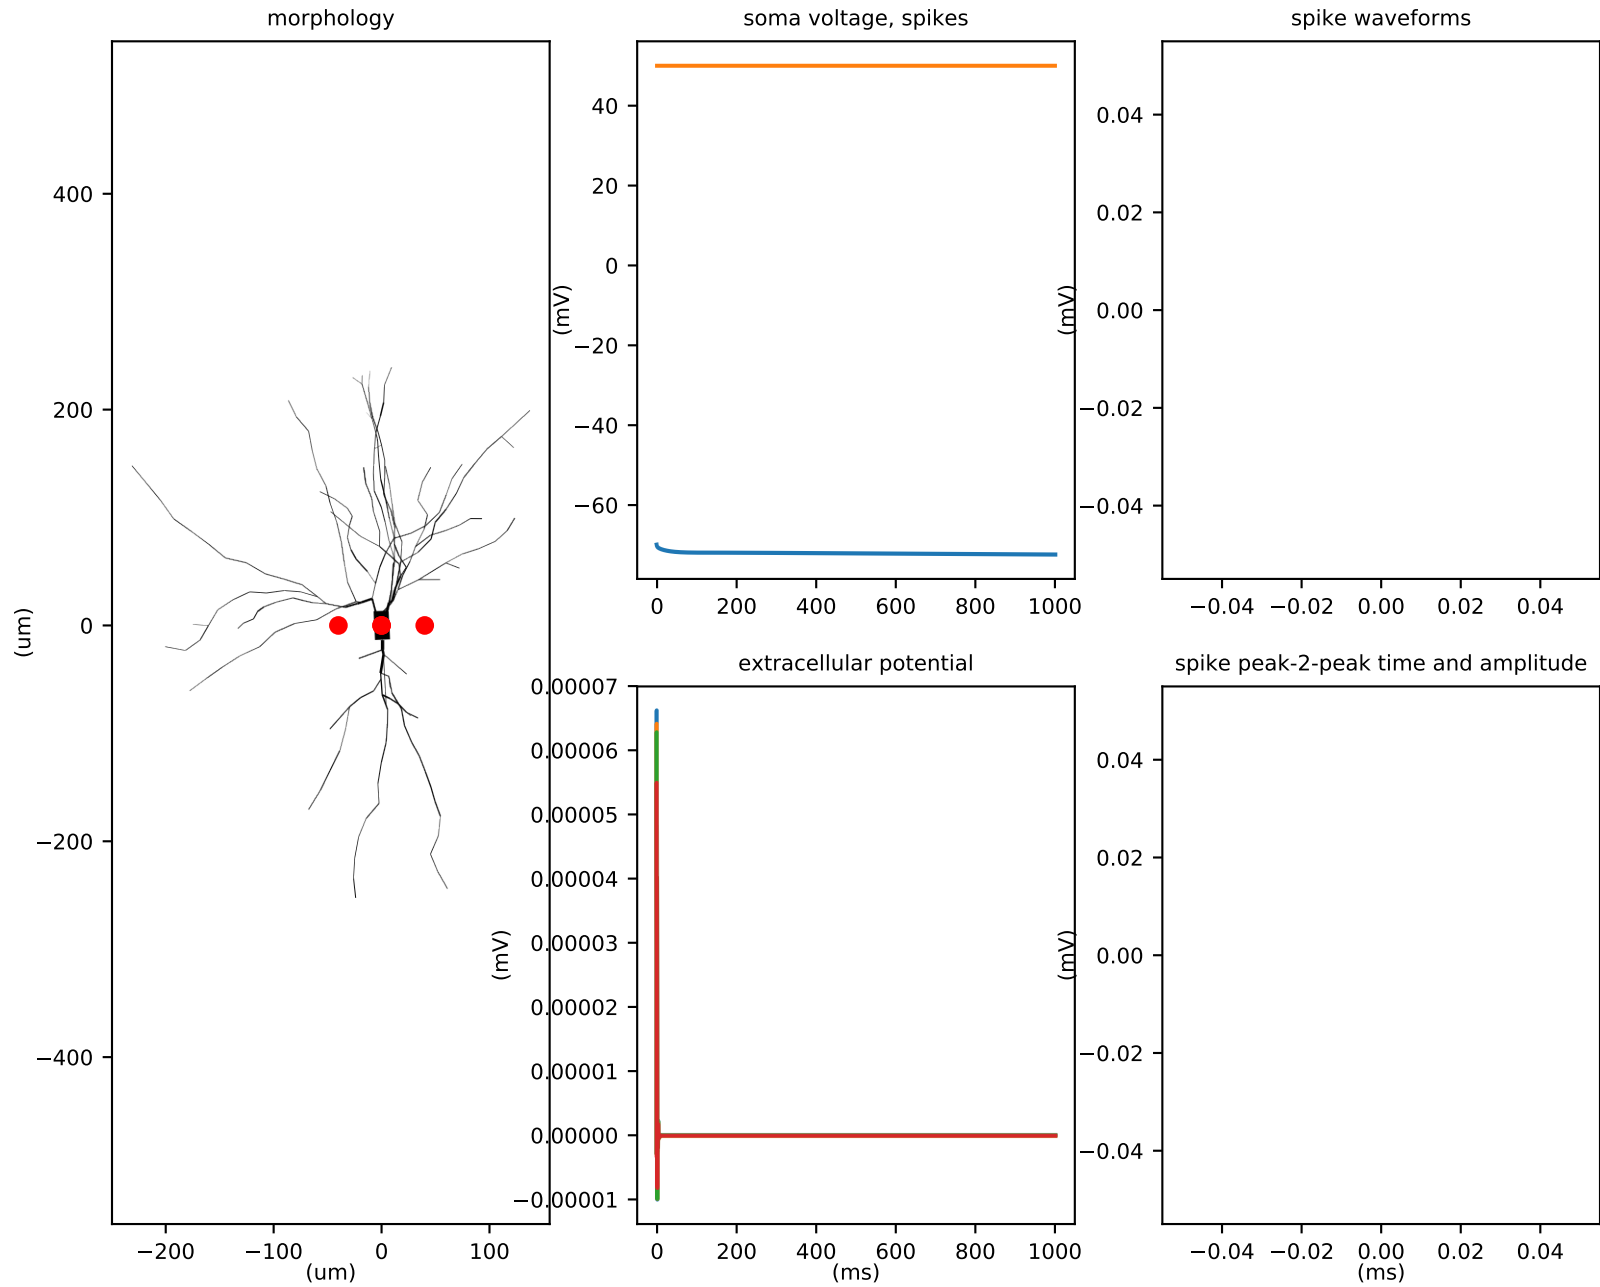 morphology
400
200
0
−200
−400
(um)
−200 −100 0 100
(um)
soma voltage, spikes
40
20
0
−20
−40
−60
(mV)
0 200 400 600 800 1000
spike waveforms
0.04
0.02
0.00
−0.02
−0.04
(mV)
−0.04 −0.02 0.00 0.02 0.04
extracellular potential
0.00007
0.00006
0.00005
0.00004
0.00003
0.00002
0.00001
0.00000
−0.00001
(mV)
0 200 400 600 800 1000
(ms)
spike peak-2-peak time and amplitude
0.04
0.02
0.00
−0.02
−0.04
(mV)
−0.04 −0.02 0.00 0.02 0.04
(ms)